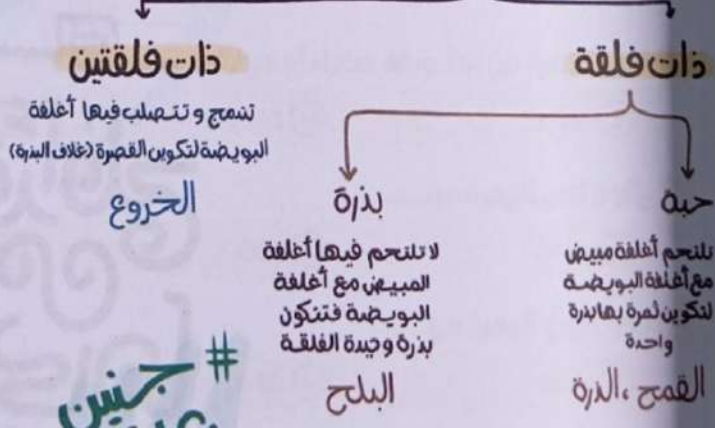 ذات فلقة
حبة
تلتحم أغلفة مبيض
مع أغلفة البويضة
لتكوين ثمرة بها بذرة
واحدة
القمح ، الذرة
بذرة
لا تلتحم فيها أغلفة
المبيض مع أغلفة
البويضة فتتكون
بذرة وحيدة الفلقة
البلح
ذات فلقتين
تندمج و تتصلب فيها أغلفة
البويضة لتكوين القصرة (غلاف البذرة)
الخروع
# جنين